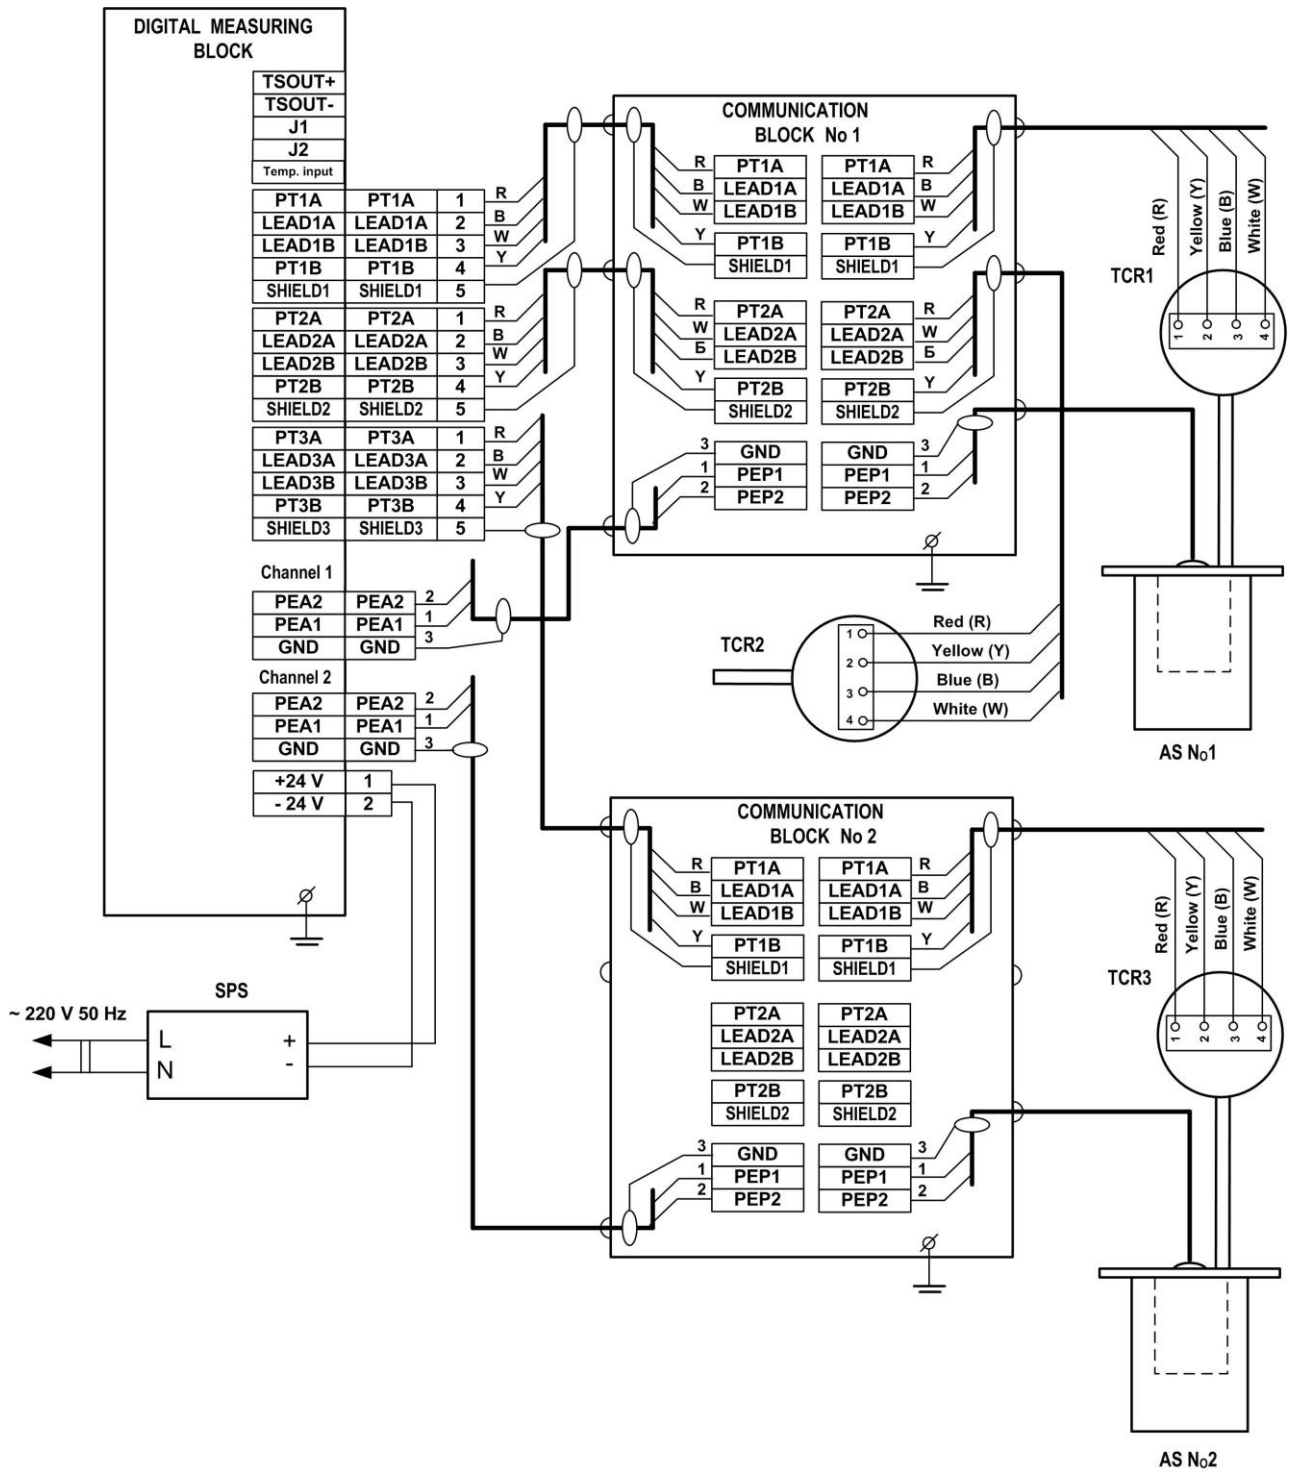 DIGITAL MEASURING
BLOCK
TSOUT+
TSOUT-
J1
J2
Temp. input
PT1A PT1A 1 R
LEAD1A LEAD1A 2 B
LEAD1B LEAD1B 3 W
PT1B PT1B 4 Y
SHIELD1 SHIELD1 5
PT2A PT2A 1 R
LEAD2A LEAD2A 2 B
LEAD2B LEAD2B 3 W
PT2B PT2B 4 Y
SHIELD2 SHIELD2 5
PT3A PT3A 1 R
LEAD3A LEAD3A 2 B
LEAD3B LEAD3B 3 W
PT3B PT3B 4 Y
SHIELD3 SHIELD3 5
Channel 1
PEA2 PEA2 2
PEA1 PEA1 1
GND GND 3
Channel 2
PEA2 PEA2 2
PEA1 PEA1 1
GND GND 3
+24 V 1
- 24 V 2
SPS
~ 220 V 50 Hz
L +
N -
COMMUNICATION
BLOCK No 1
R PT1A PT1A R
B LEAD1A LEAD1A B
W LEAD1B LEAD1B W
Y PT1B PT1B Y
SHIELD1 SHIELD1
R PT2A PT2A R
W LEAD2A LEAD2A W
Б LEAD2B LEAD2B Б
Y PT2B PT2B Y
SHIELD2 SHIELD2
3 GND GND 3
1 PEP1 PEP1 1
2 PEP2 PEP2 2
Red (R)
Yellow (Y)
Blue (B)
White (W)
TCR1
1 2 3 4
AS No1
TCR2
1 Red (R)
2 Yellow (Y)
3 Blue (B)
4 White (W)
COMMUNICATION
BLOCK No 2
R PT1A PT1A R
B LEAD1A LEAD1A B
W LEAD1B LEAD1B W
Y PT1B PT1B Y
SHIELD1 SHIELD1
PT2A PT2A
LEAD2A LEAD2A
LEAD2B LEAD2B
PT2B PT2B
SHIELD2 SHIELD2
3 GND GND 3
1 PEP1 PEP1 1
2 PEP2 PEP2 2
Red (R)
Yellow (Y)
Blue (B)
White (W)
TCR3
1 2 3 4
AS No2